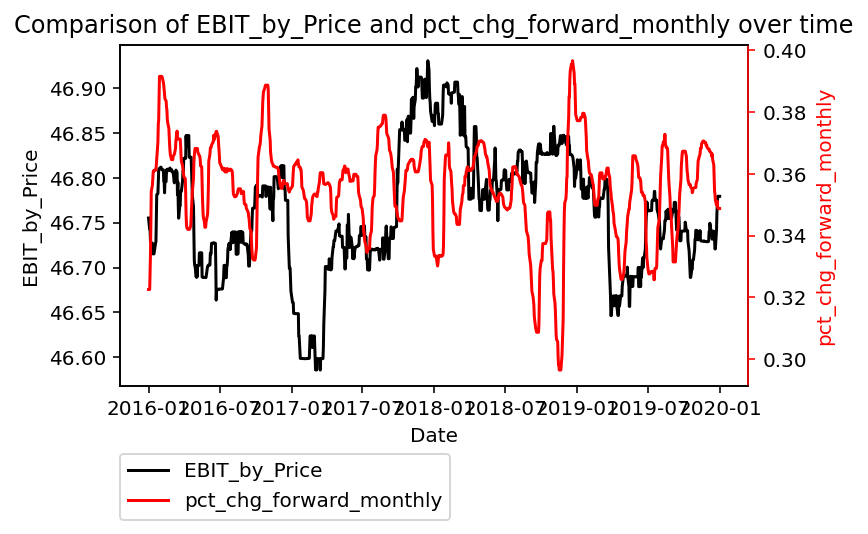 Comparison of EBIT_by_Price and pct_chg_forward_monthly over time
EBIT_by_Price
46.90
46.85
46.80
46.75
46.70
46.65
46.60
0.40
0.38
0.36
0.34
0.32
0.30
pct_chg_forward_monthly
2016-01 2016-07 2017-01 2017-07 2018-01 2018-07 2019-01 2019-07 2020-01
Date
EBIT_by_Price
pct_chg_forward_monthly